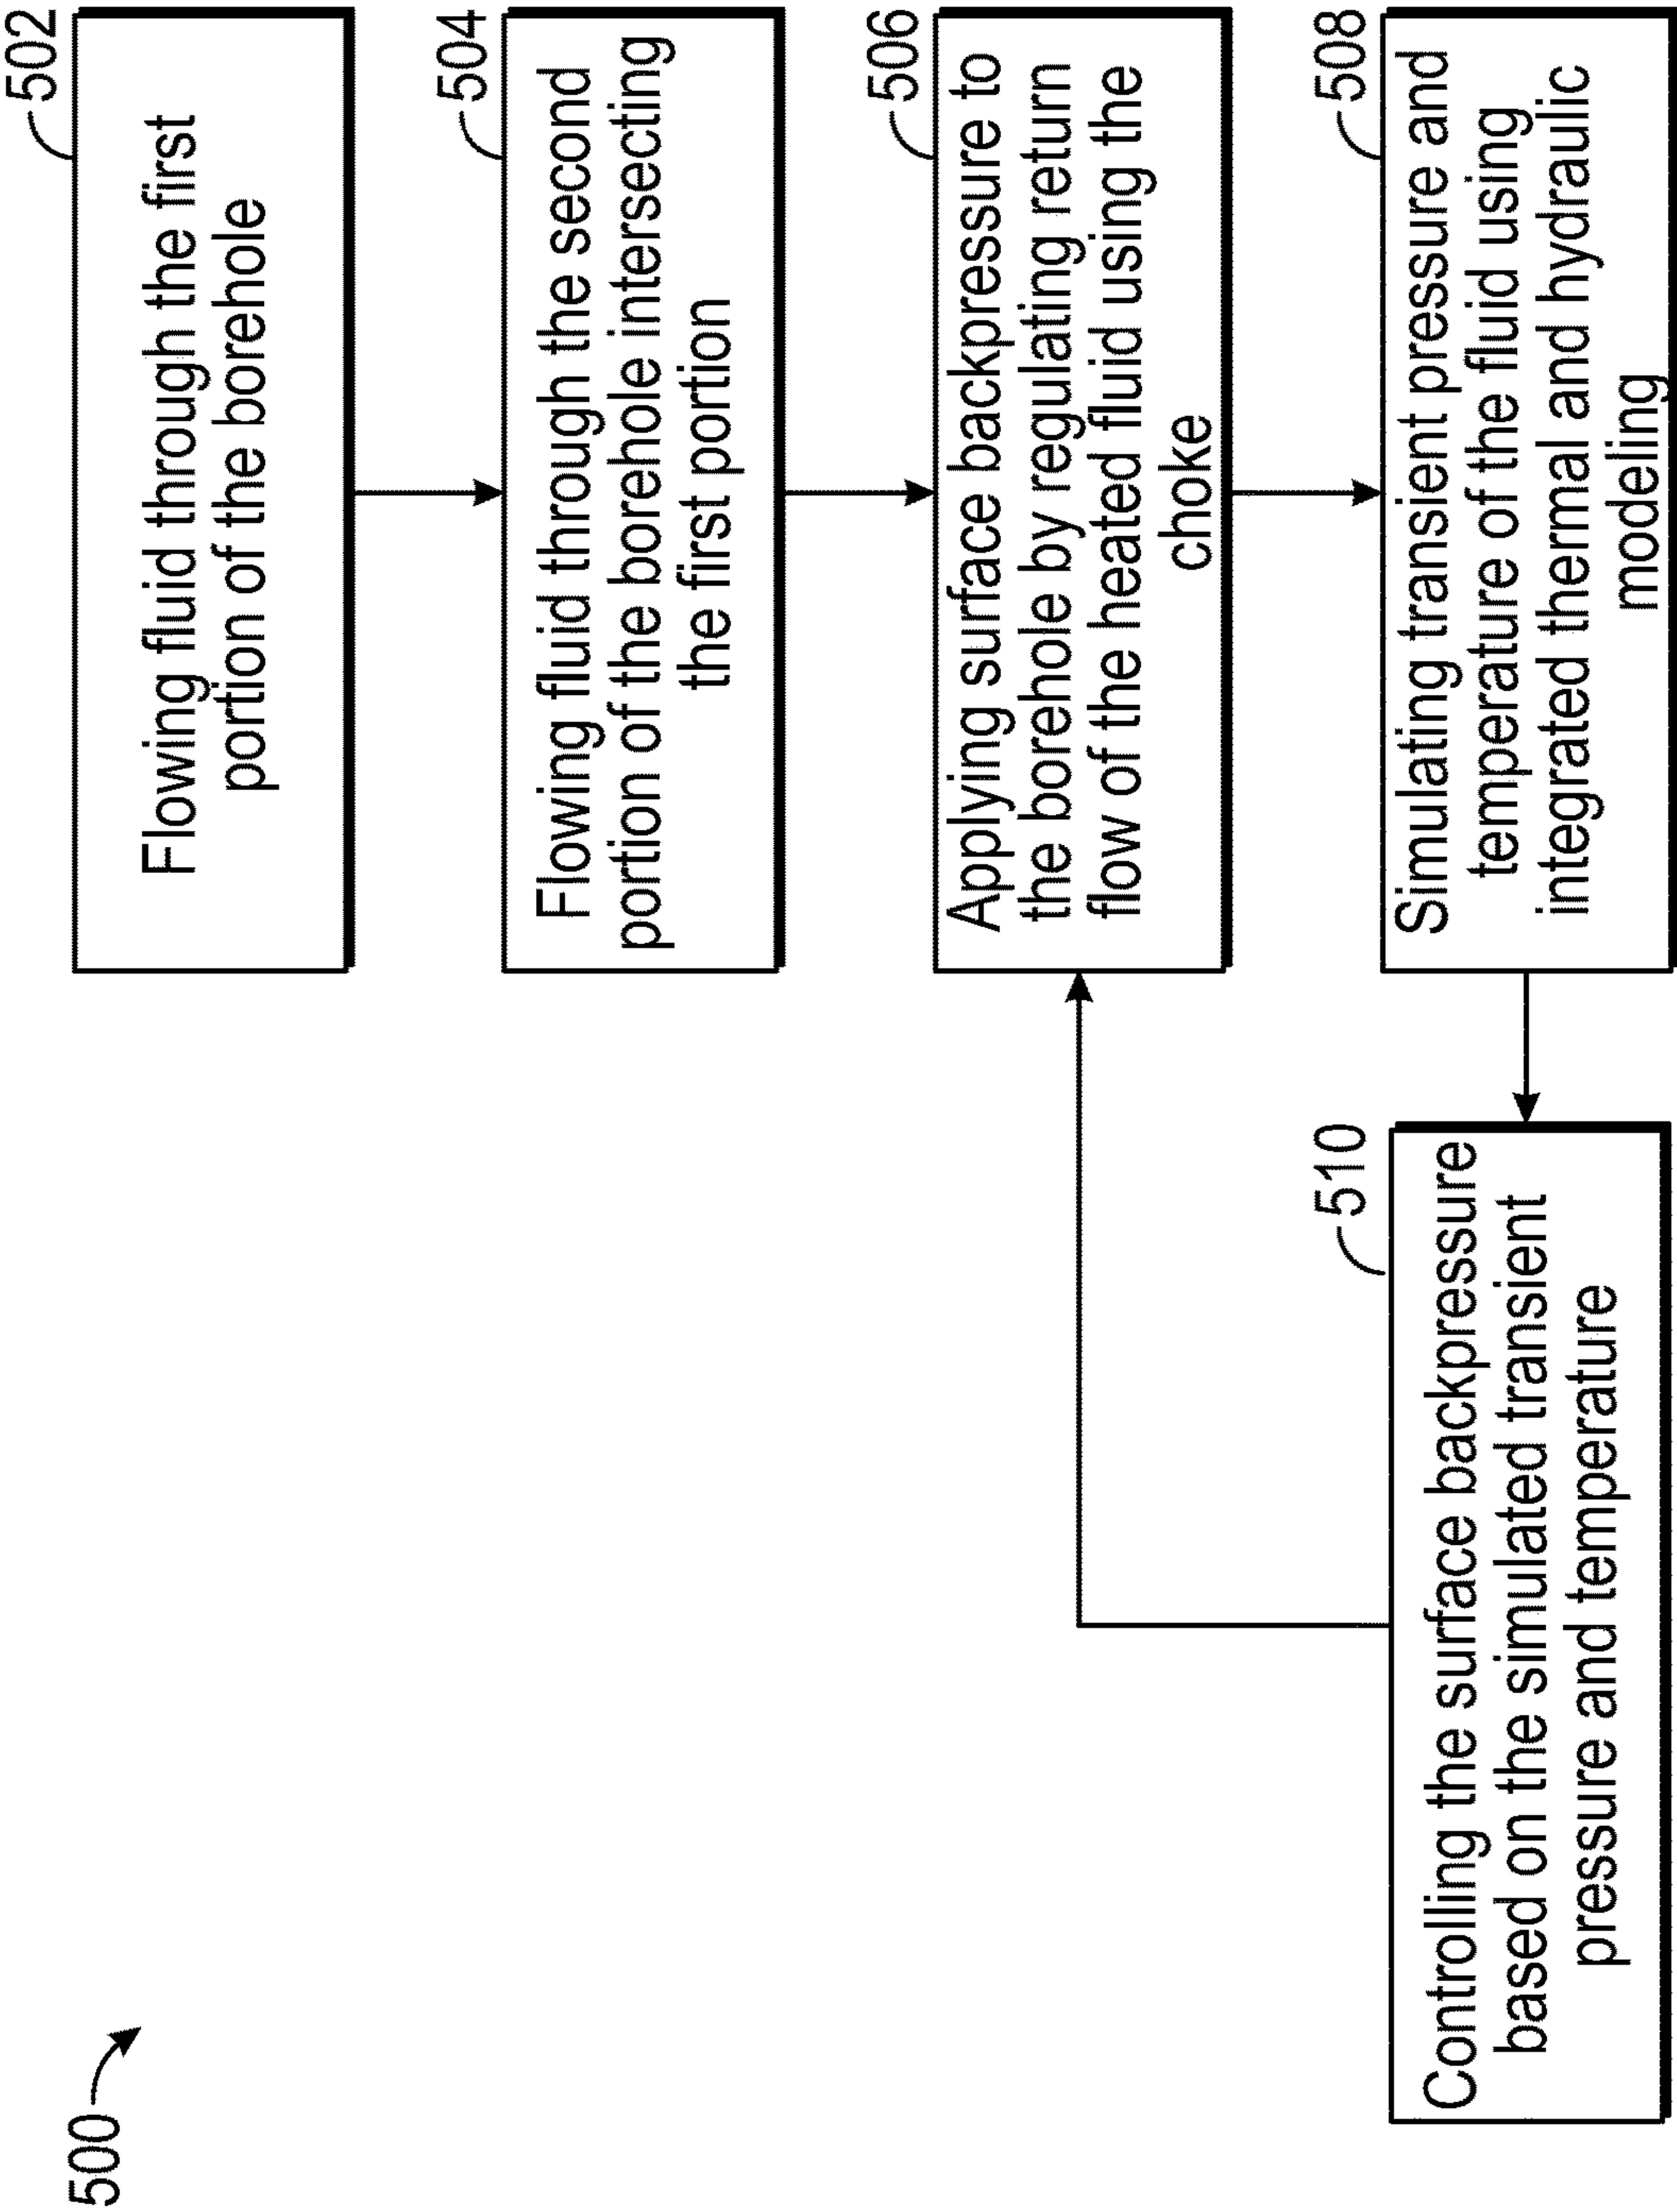 500
502
Flowing fluid through the first
portion of the borehole
504
Flowing fluid through the second
portion of the borehole intersecting
the first portion
506
Applying surface backpressure to
the borehole by regulating return
flow of the heated fluid using the
choke
508
Simulating transient pressure and
temperature of the fluid using
integrated thermal and hydraulic
modeling
510
Controlling the surface backpressure
based on the simulated transient
pressure and temperature